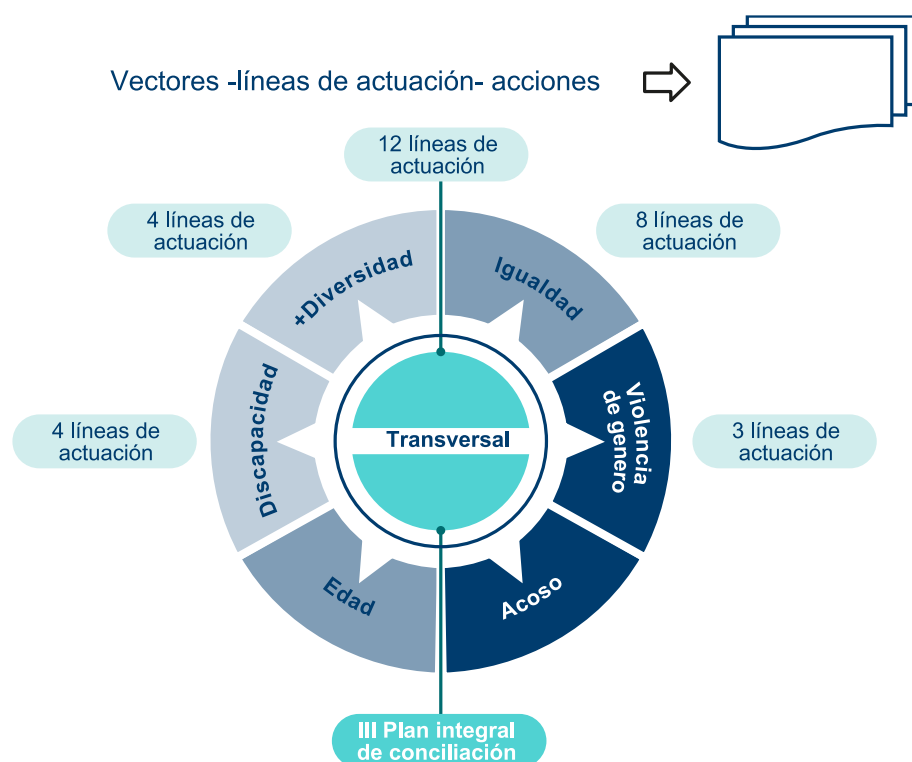 Vectores -líneas de actuación- acciones
12 líneas de
actuación
4 líneas de
actuación
8 líneas de
actuación
+Diversidad
Igualdad
Discapacidad
Violencia
de genero
4 líneas de
actuación
Transversal
3 líneas de
actuación
Edad
Acoso
III Plan integral
de conciliación